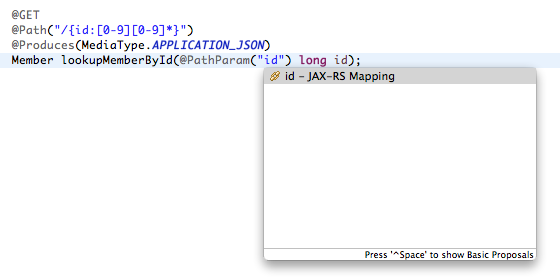 @GET
@Path("/{id:[0-9][0-9]*}")
@Produces(MediaType.APPLICATION_JSON)
Member lookupMemberById(@PathParam("id") long id);
id – JAX-RS Mapping
Press '^Space' to show Basic Proposals